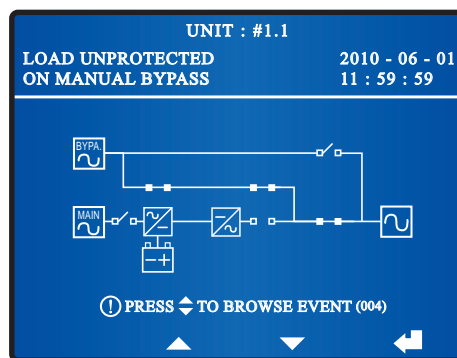 UNIT : #1.1
LOAD UNPROTECTED 2010 - 06 - 01
ON MANUAL BYPASS 11 : 59 : 59
BYPA.
MAIN
PRESS TO BROWSE EVENT (004)